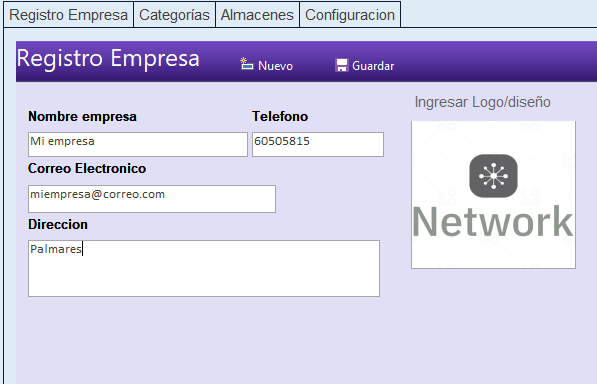 Registro Empresa Categorías Almacenes Configuracion
Registro Empresa Nuevo Guardar
Ingresar Logo/diseño
Nombre empresa Telefono
Mi empresa 60505815
Correo Electronico
miempresa@correo.com
Network
Direccion
Palmares